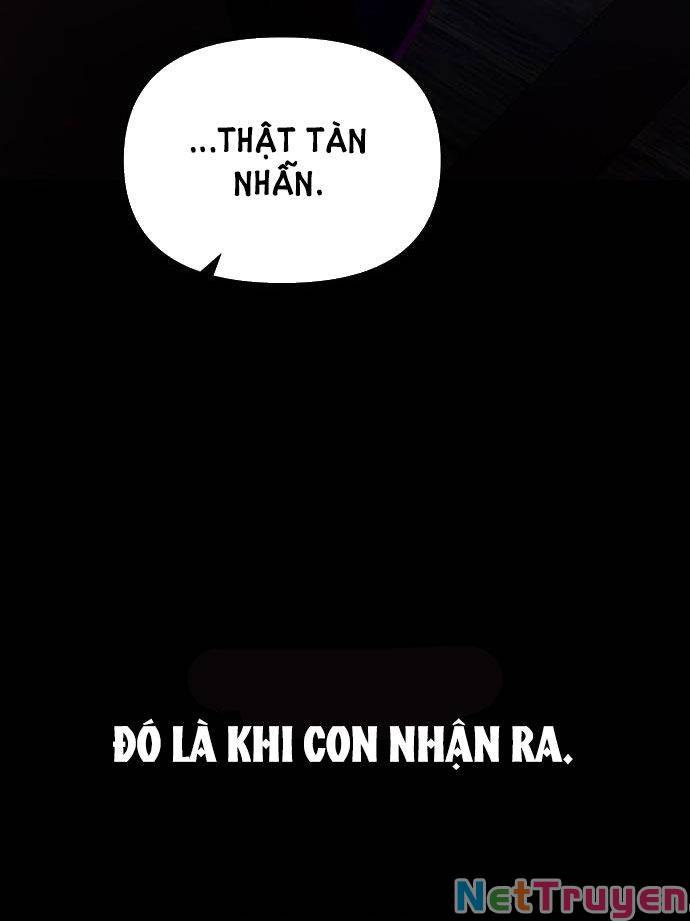 ...THẬT TÀN
NHẪN.
ĐÓ LÀ KHI CON NHẬN RA.
NetTruyen